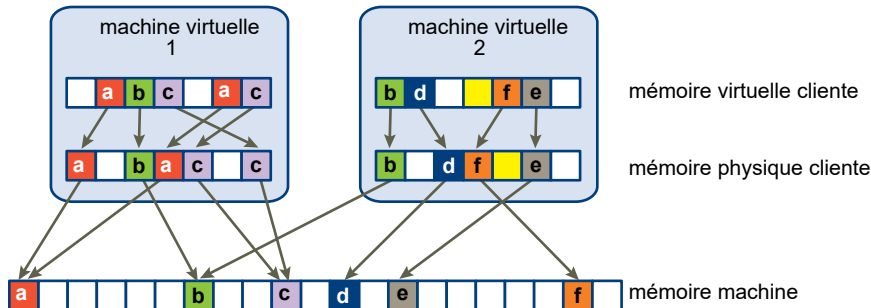 machine virtuelle machine virtuelle
1 2
a b c a c b d f e mémoire virtuelle cliente
a b a c c b d f e mémoire physique cliente
a b c d e f mémoire machine